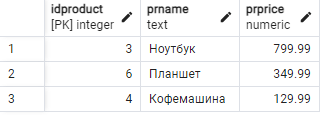 idproduct prname prprice
[PK] integer text numeric
1 3 Ноутбук 799.99
2 6 Планшет 349.99
3 4 Кофемашина 129.99